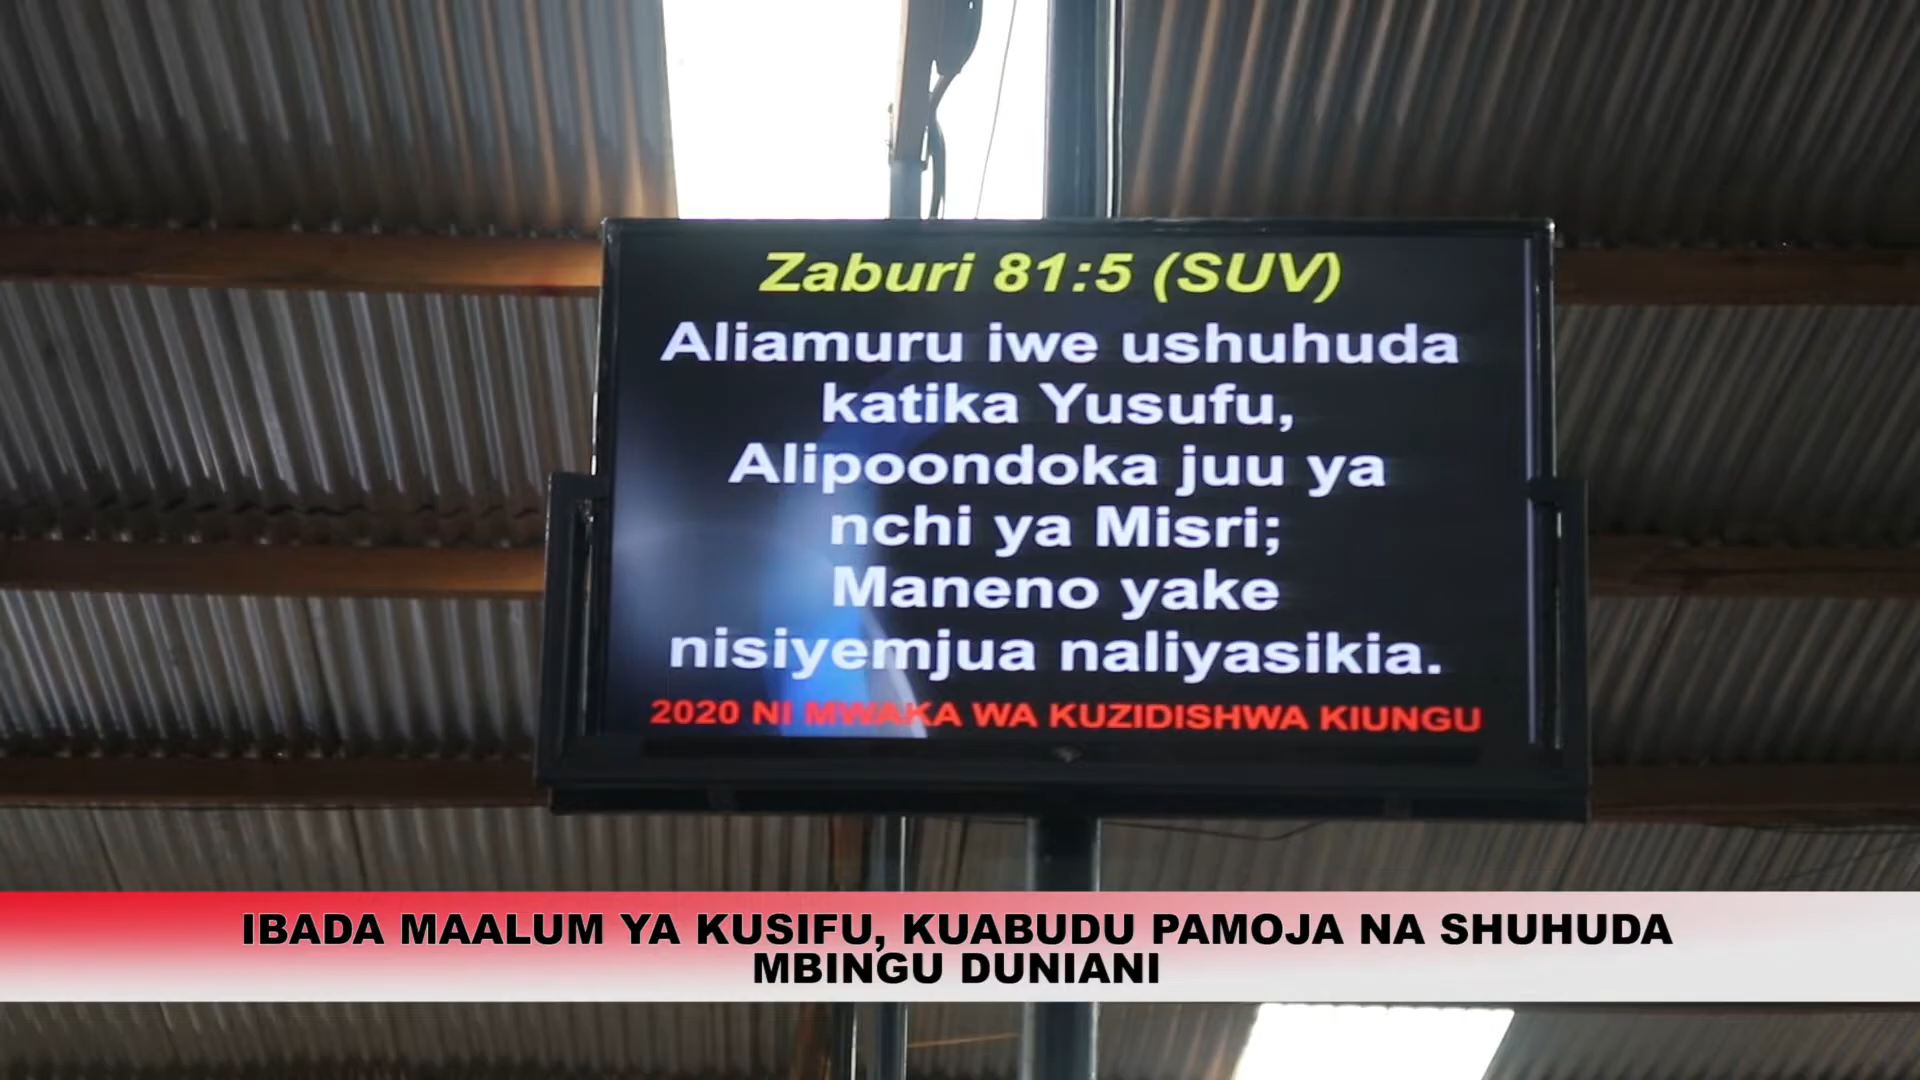 Zaburi 81:5 (SUV)
Aliamuru iwe ushuhuda
katika Yusufu,
Alipoondoka juu ya
nchi ya Misri;
Maneno yake
nisiyemjua naliyasikia.
2020 NI MWAKA WA KUZIDISHWA KIUNGU
IBADA MAALUM YA KUSIFU, KUABUDU PAMOJA NA SHUHUDA
MBINGU DUNIANI